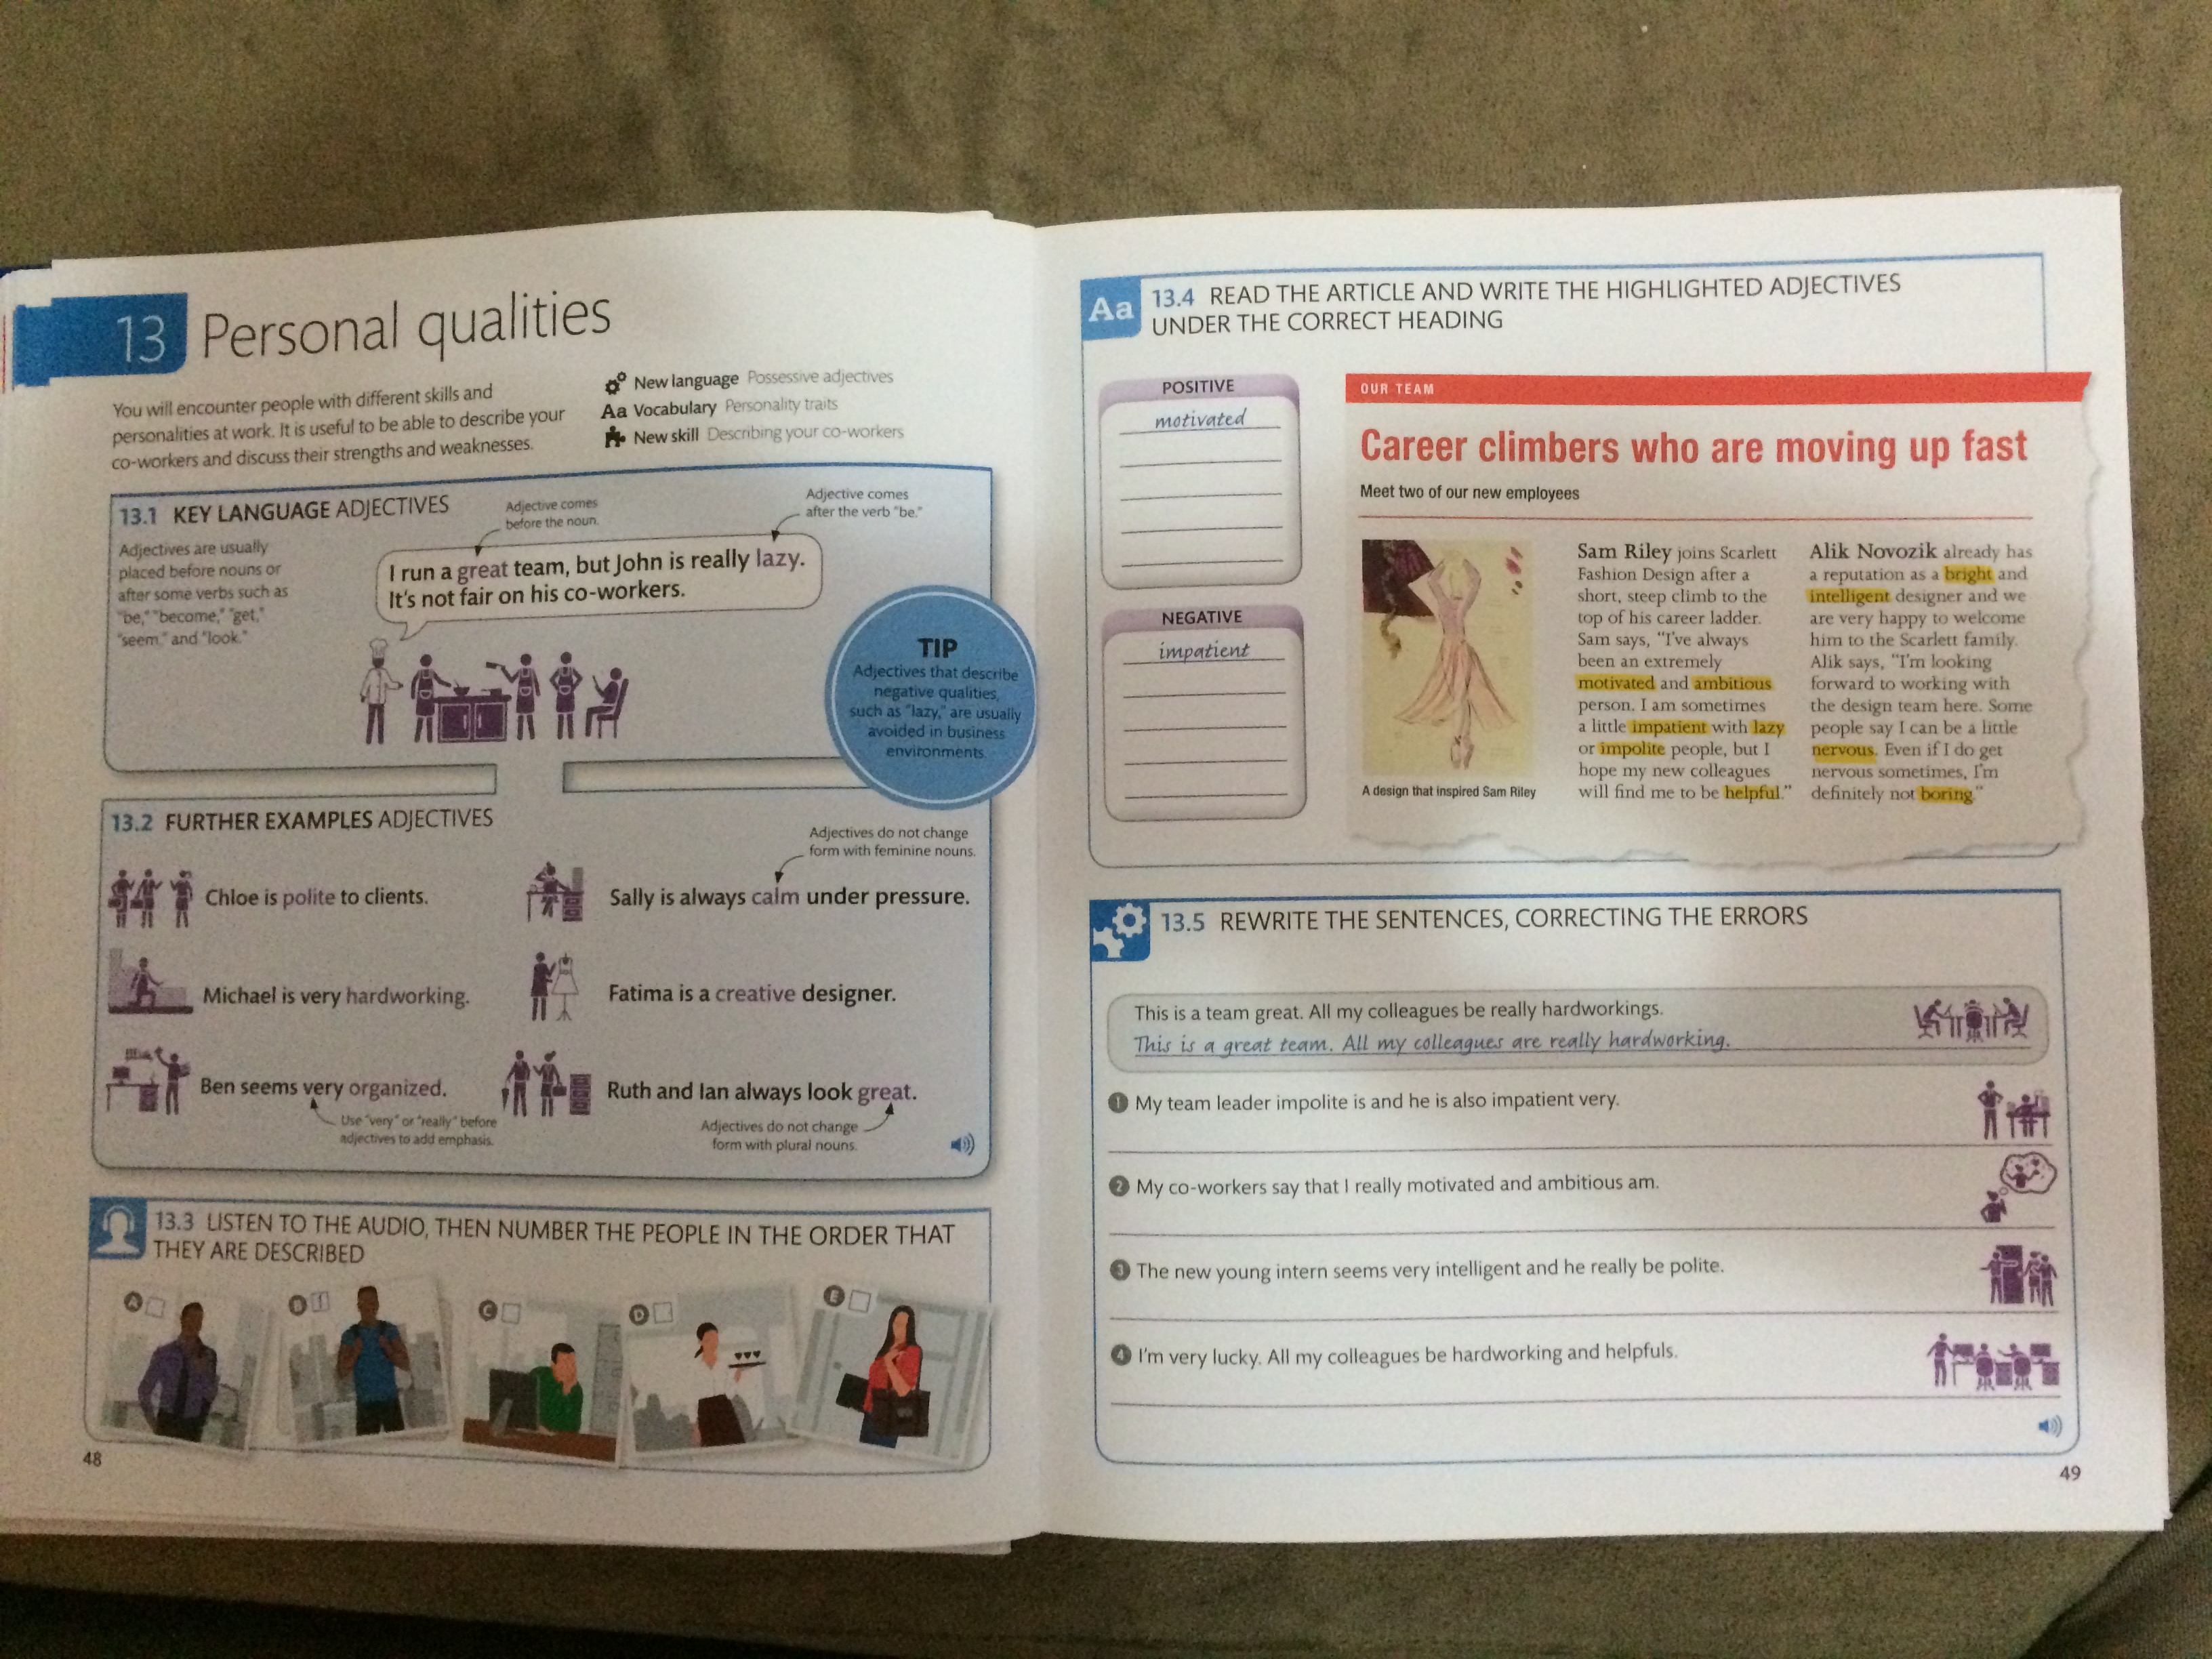 13 Personal qualities
You will encounter people with different skills and
personalities at work. It is useful to be able to describe your
co-workers and discuss their strengths and weaknesses.
New language Possessive adjectives
Aa Vocabulary Personality traits
New skill Describing your co-workers
13.1 KEY LANGUAGE ADJECTIVES
Adjectives are usually
placed before nouns or
after some verbs such as
"be," "become," "get,"
"seem," and "look."
Adjective comes
before the noun.
Adjective comes
after the verb "be."
I run a great team, but John is really lazy.
It's not fair on his co-workers.
TIP
Adjectives that describe
negative qualities,
such as "lazy," are usually
avoided in business
environments.
13.2 FURTHER EXAMPLES ADJECTIVES
Chloe is polite to clients.
Michael is very hardworking.
Ben seems very organized.
Use "very" or "really" before
adjectives to add emphasis.
Adjectives do not change
form with feminine nouns.
Sally is always calm under pressure.
Fatima is a creative designer.
Ruth and Ian always look great.
Adjectives do not change
form with plural nouns.
13.3 LISTEN TO THE AUDIO, THEN NUMBER THE PEOPLE IN THE ORDER THAT
THEY ARE DESCRIBED
A
B 1
C
D
E
48
Aa 13.4 READ THE ARTICLE AND WRITE THE HIGHLIGHTED ADJECTIVES
UNDER THE CORRECT HEADING
POSITIVE
motivated
NEGATIVE
impatient
OUR TEAM
Career climbers who are moving up fast
Meet two of our new employees
A design that inspired Sam Riley
Sam Riley joins Scarlett
Fashion Design after a
short, steep climb to the
top of his career ladder.
Sam says, "I've always
been an extremely
motivated and ambitious
person. I am sometimes
a little impatient with lazy
or impolite people, but I
hope my new colleagues
will find me to be helpful."
Alik Novozik already has
a reputation as a bright and
intelligent designer and we
are very happy to welcome
him to the Scarlett family.
Alik says, "I'm looking
forward to working with
the design team here. Some
people say I can be a little
nervous. Even if I do get
nervous sometimes, I'm
definitely not boring."
13.5 REWRITE THE SENTENCES, CORRECTING THE ERRORS
This is a team great. All my colleagues be really hardworkings.
This is a great team. All my colleagues are really hardworking.
1 My team leader impolite is and he is also impatient very.
2 My co-workers say that I really motivated and ambitious am.
3 The new young intern seems very intelligent and he really be polite.
4 I'm very lucky. All my colleagues be hardworking and helpfuls.
49